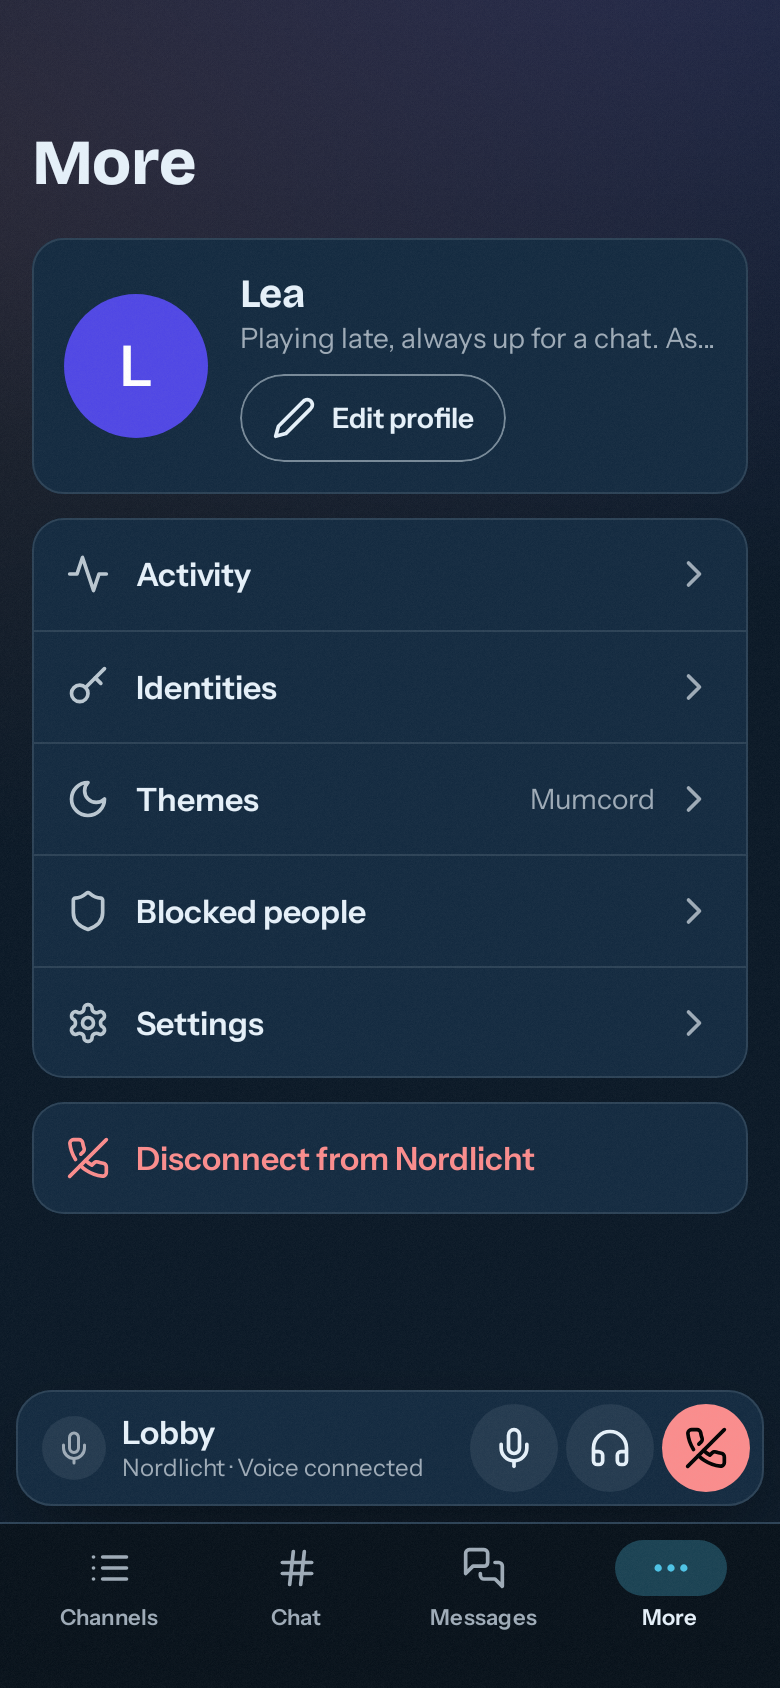 More
L
Lea
Playing late, always up for a chat. As...
Edit profile
Activity
Identities
Themes
Mumcord
Blocked people
Settings
Disconnect from Nordlicht
Lobby
Nordlicht · Voice connected
Channels
Chat
Messages
More